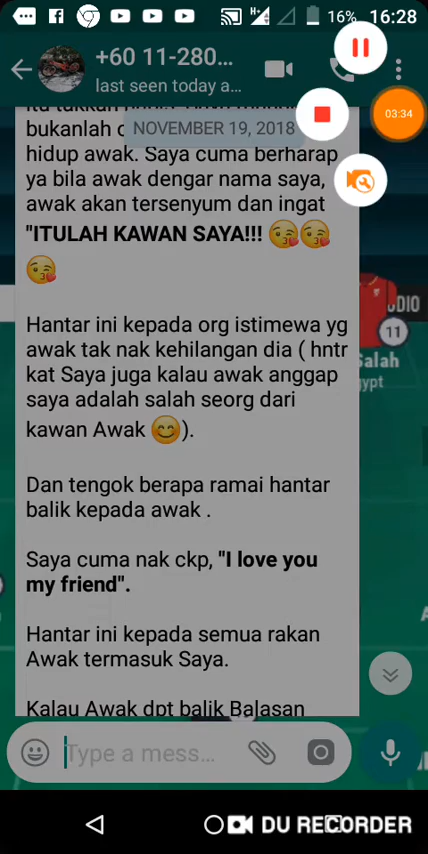 16% 16:28
+60 11-280...
last seen today a...
03:34
NOVEMBER 19, 2018
bukanlah
hidup awak. Saya cuma berharap
ya bila awak dengar nama saya,
awak akan tersenyum dan ingat
"ITULAH KAWAN SAYA!!! 😘😘
😘
Hantar ini kepada org istimewa yg
awak tak nak kehilangan dia ( hntr
kat Saya juga kalau awak anggap
saya adalah salah seorg dari
kawan Awak 😊).
Dan tengok berapa ramai hantar
balik kepada awak .
Saya cuma nak ckp, "I love you
my friend".
Hantar ini kepada semua rakan
Awak termasuk Saya.
Kalau Awak dpt balik Balasan
11
Salah
Type a mess...
DU RECORDER